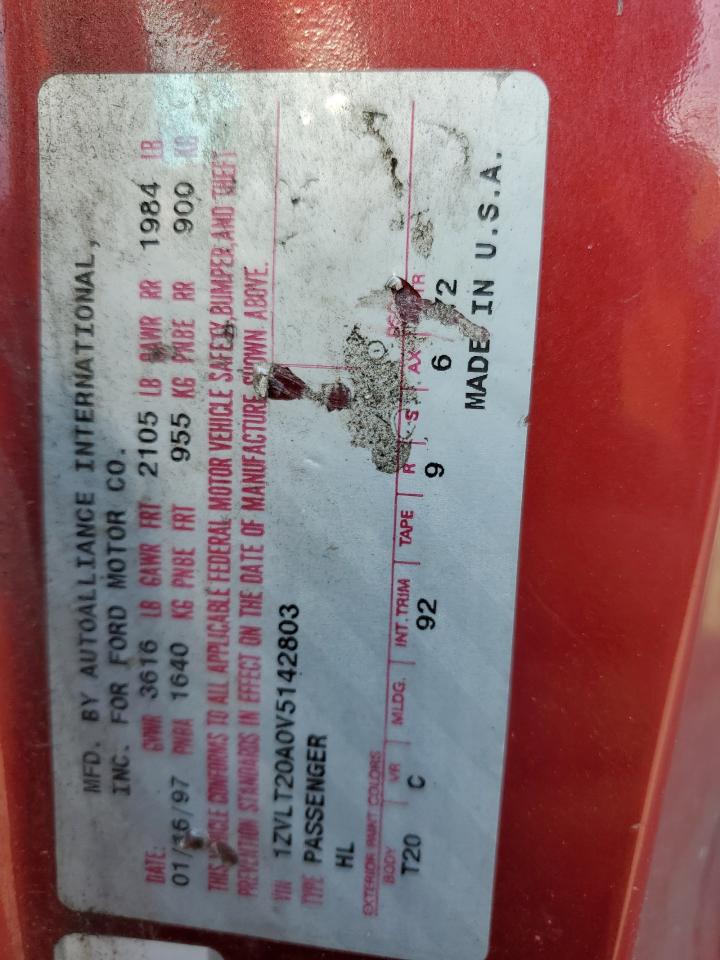 MFD. BY AUTOALLIANCE INTERNATIONAL,
INC. FOR FORD MOTOR CO.
DATE: GVWR 3616 LB GAWR FRT 2105 LB GAWR RR 1984 LB
01/16/97 PNRA 1640 KG PNBE FRT 955 KG PNBE RR 900 KG
THIS VEHICLE CONFORMS TO ALL APPLICABLE FEDERAL MOTOR VEHICLE SAFETY, BUMPER, AND THEFT
PREVENTION STANDARDS IN EFFECT ON THE DATE OF MANUFACTURE SHOWN ABOVE.
VIN 1ZVLT20A0V5142803
TYPE PASSENGER
HL
EXTERIOR PAINT COLORS
BODY VR MLDG. INT. TRIM TAPE R S AX TR
T20 C 92 9 6 72
MADE IN U.S.A.